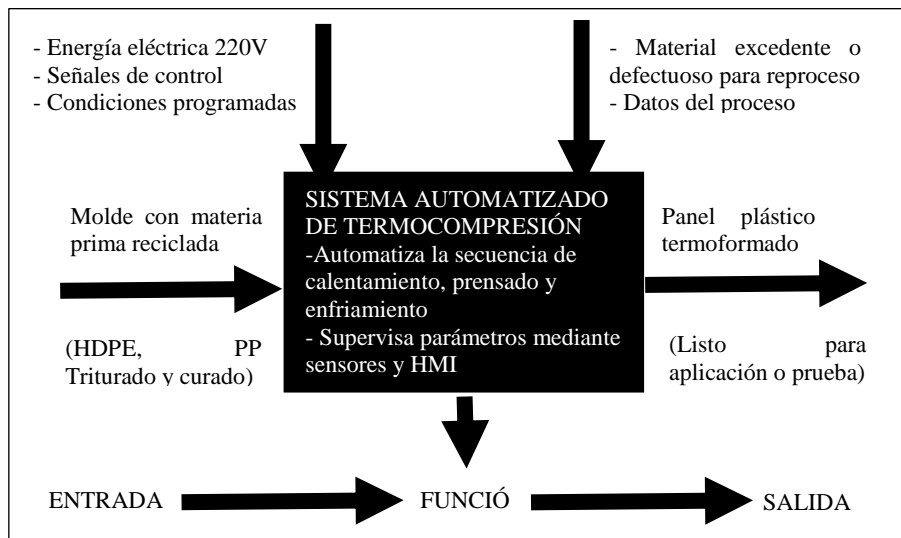 - Energía eléctrica 220V
- Señales de control
- Condiciones programadas
- Material excedente o
defectuoso para reproceso
- Datos del proceso
Molde con materia
prima reciclada
(HDPE, PP
Triturado y curado)
SISTEMA AUTOMATIZADO
DE TERMOCOMPRESIÓN
-Automatiza la secuencia de
calentamiento, prensado y
enfriamiento
- Supervisa parámetros mediante
sensores y HMI
Panel plástico
termoformado
(Listo para
aplicación o prueba)
ENTRADA
FUNCIÓ
SALIDA